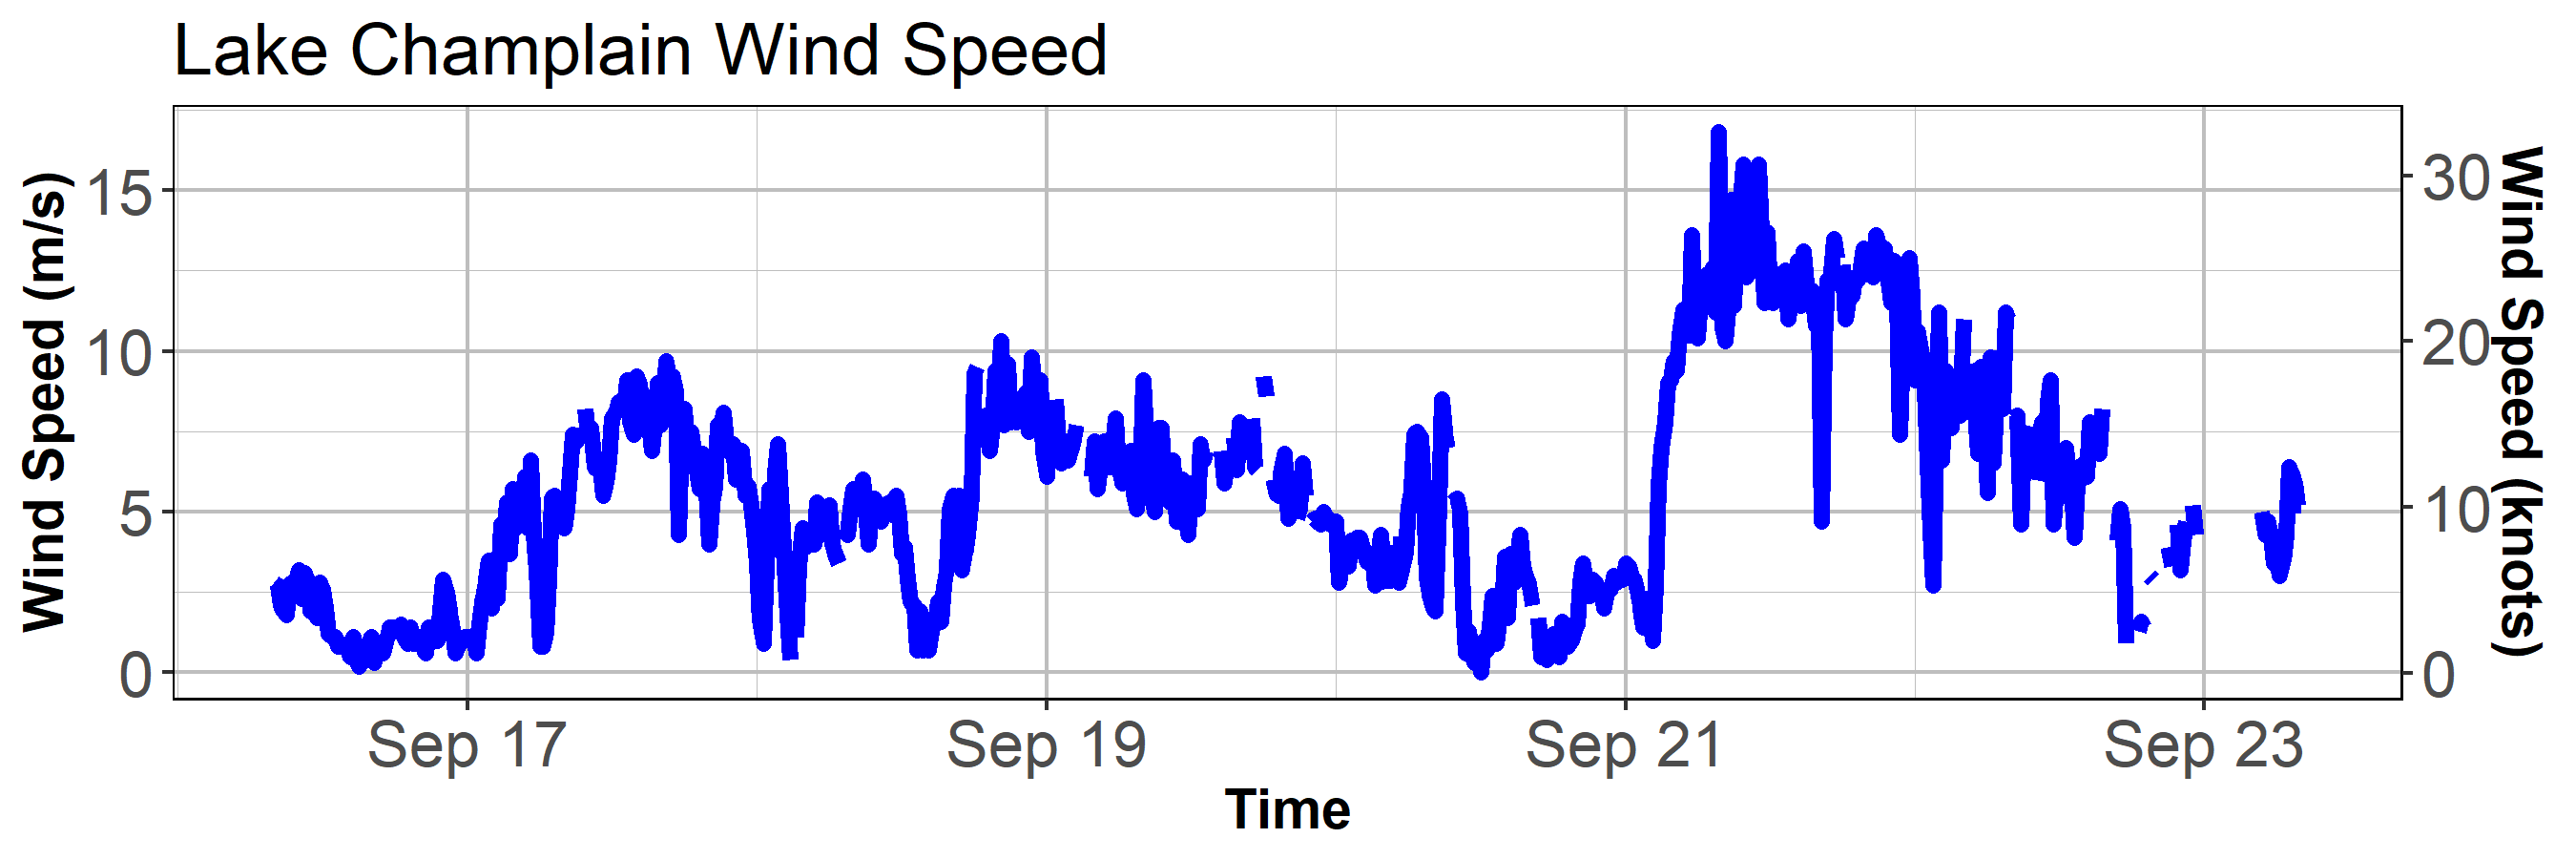 Lake Champlain Wind Speed
Wind Speed (m/s)
15
10
5
0
30
20
10
0
Wind Speed (knots)
Sep 17
Sep 19
Sep 21
Sep 23
Time